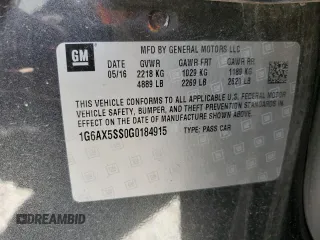 GM
MFD BY GENERAL MOTORS LLC
05/16 GVWR GAWR FRT GAWR RR
2218 KG 1029 KG 1189 KG
4889 LB 2269 LB 2621 LB
THIS VEHICLE CONFORMS TO ALL APPLICABLE U.S. FEDERAL MOTOR
VEHICLE SAFETY, BUMPER, AND THEFT PREVENTION STANDARDS IN
EFFECT ON THE DATE OF MANUFACTURE SHOWN ABOVE.
1G6AX5SS0G0184915 TYPE: PASS CAR
DREAMBID